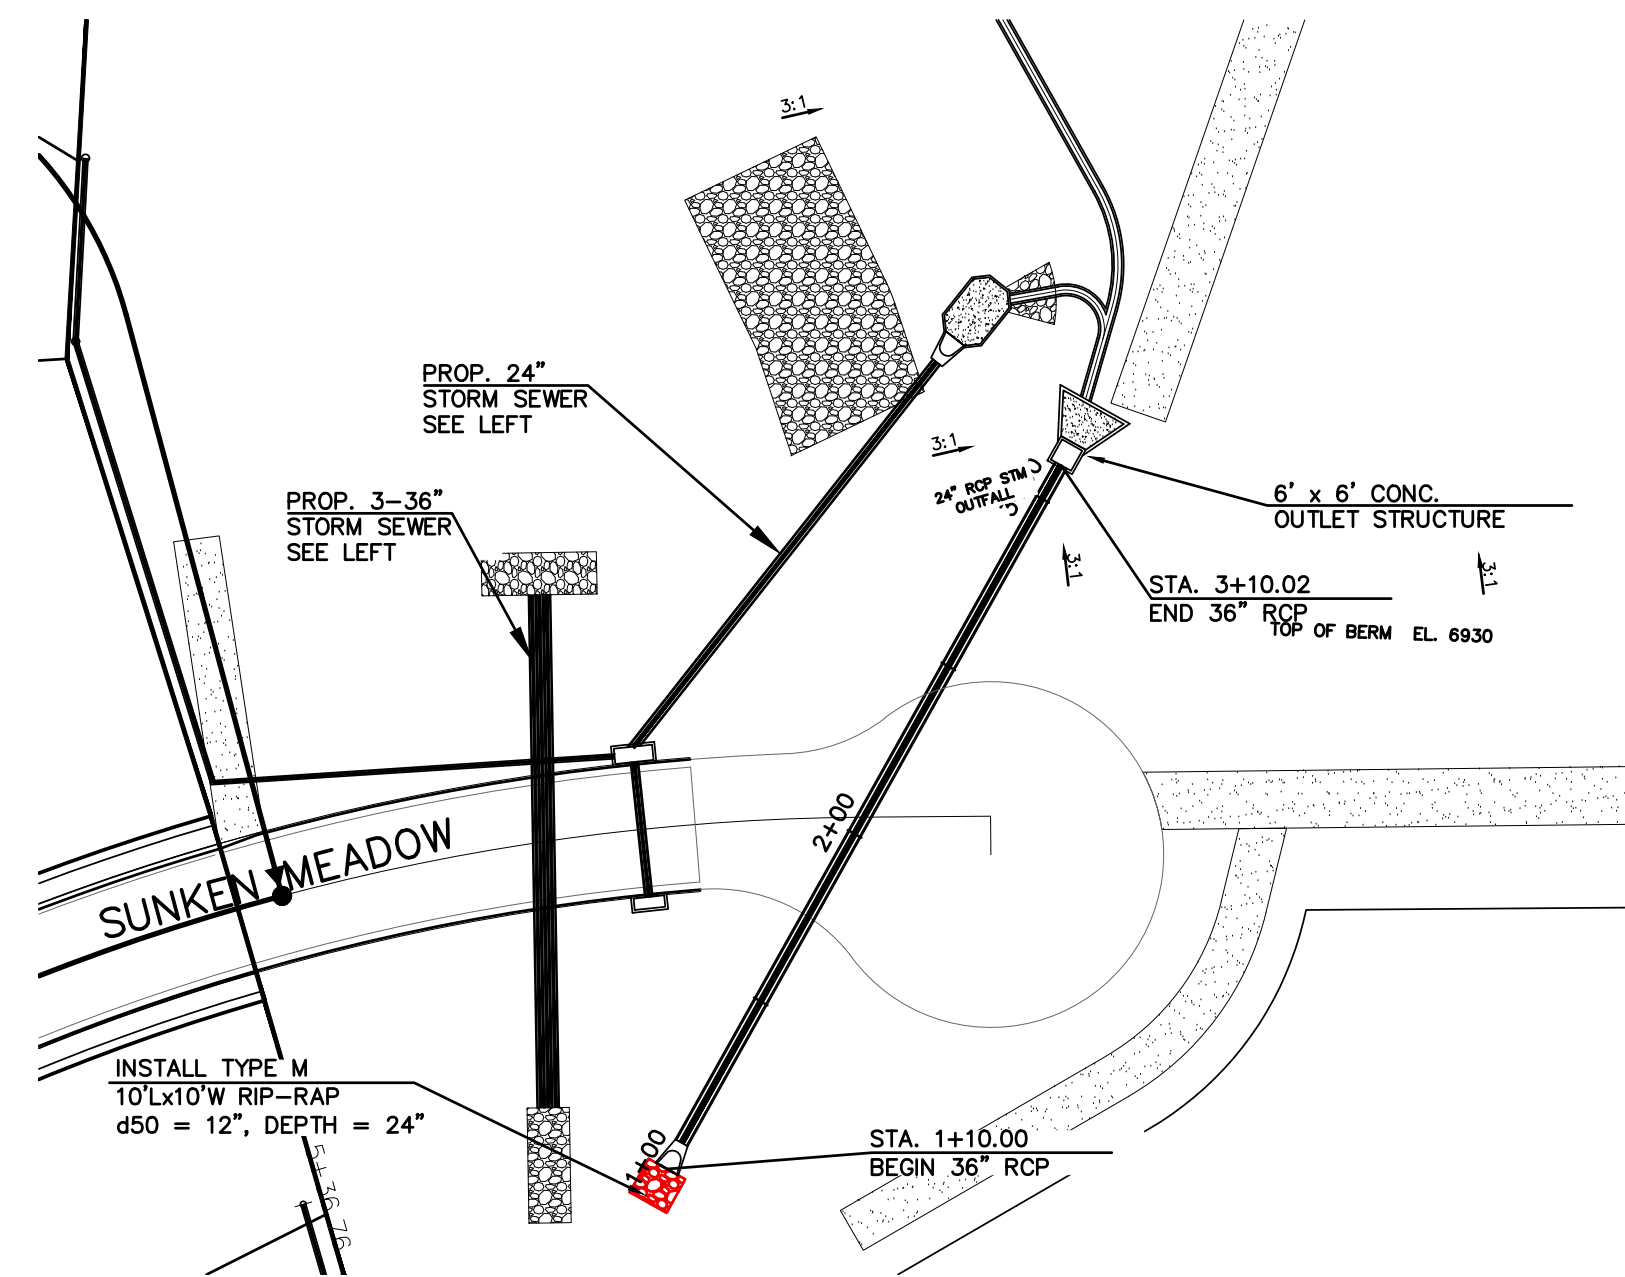 3:1
PROP. 24"
STORM SEWER
SEE LEFT
3:1
24" RCP STM
OUTFALL
PROP. 3-36"
STORM SEWER
SEE LEFT
6' x 6' CONC.
OUTLET STRUCTURE
3:1
3:1
STA. 3+10.02
END 36" RCP
TOP OF BERM EL. 6930
2+00
SUNKEN MEADOW
INSTALL TYPE M
10'Lx10'W RIP-RAP
d50 = 12", DEPTH = 24"
1+00
STA. 1+10.00
BEGIN 36" RCP
5+36.76